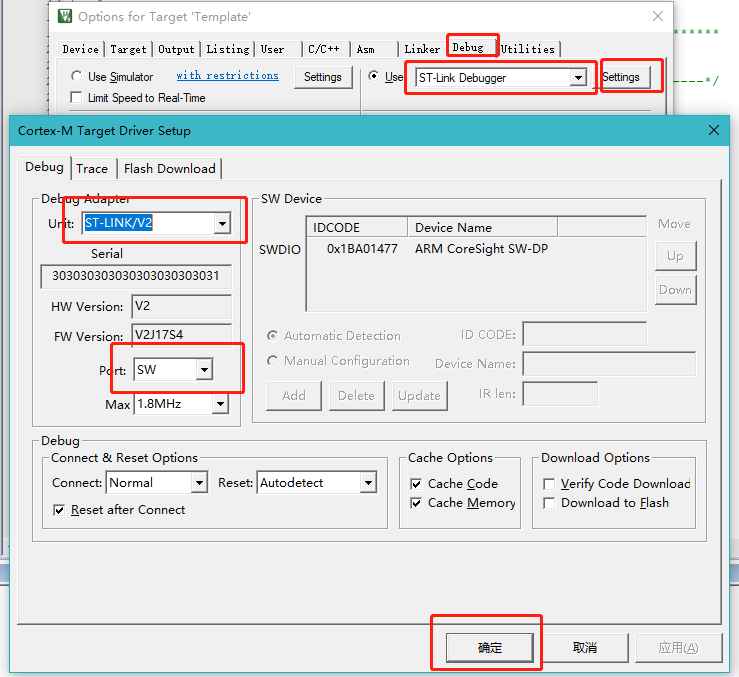 Options for Target 'Template'
Device Target Output Listing User C/C++ Asm Linker Debug Utilities
Use Simulator with restrictions Settings Use ST-Link Debugger Settings
Limit Speed to Real-Time
Cortex-M Target Driver Setup
Debug Trace Flash Download
Debug Adapter
Unit: ST-LINK/V2
Serial
303030303030303030303031
HW Version: V2
FW Version: V2J17S4
Port: SW
Max 1.8MHz
SW Device
IDCODE Device Name
SWDIO 0x1BA01477 ARM CoreSight SW-DP
Move
Up
Down
Automatic Detection ID CODE:
Manual Configuration Device Name:
Add Delete Update IR len:
Debug
Connect & Reset Options
Connect: Normal Reset: Autodetect
Reset after Connect
Cache Options
Cache Code
Cache Memory
Download Options
Verify Code Download
Download to Flash
确定 取消 应用(A)